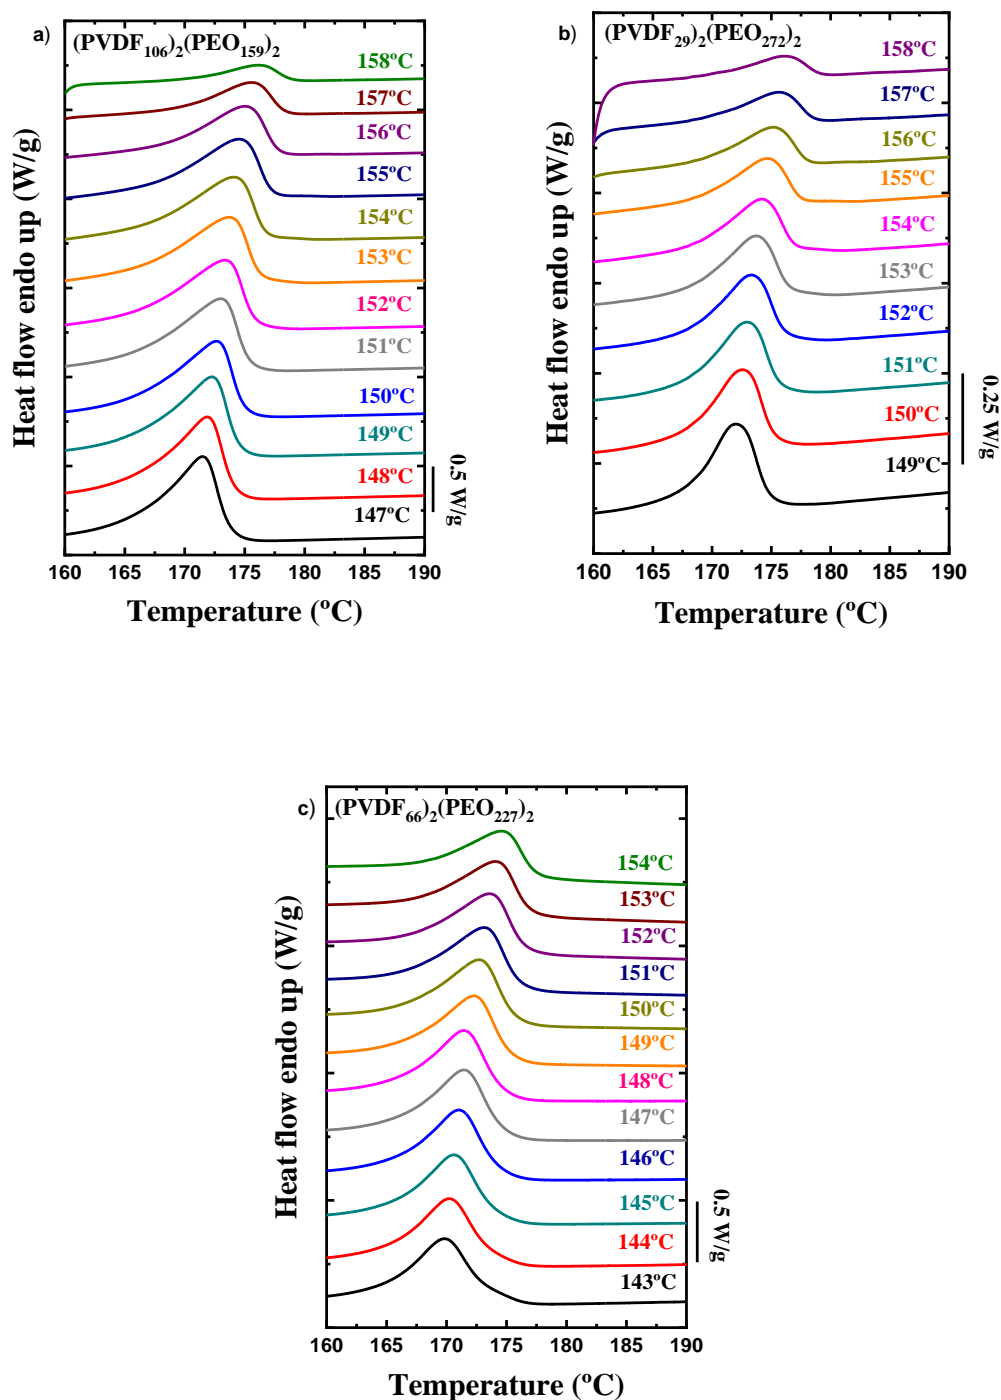 a)
(PVDF106)2(PEO159)2
158ºC
157ºC
156ºC
155ºC
154ºC
153ºC
152ºC
151ºC
150ºC
149ºC
148ºC
147ºC
Heat flow endo up (W/g)
0.5 W/g
160 165 170 175 180 185 190
Temperature (ºC)
b)
(PVDF29)2(PEO272)2
158ºC
157ºC
156ºC
155ºC
154ºC
153ºC
152ºC
151ºC
150ºC
149ºC
Heat flow endo up (W/g)
0.25 W/g
160 165 170 175 180 185 190
Temperature (ºC)
c)
(PVDF66)2(PEO227)2
154ºC
153ºC
152ºC
151ºC
150ºC
149ºC
148ºC
147ºC
146ºC
145ºC
144ºC
143ºC
Heat flow endo up (W/g)
0.5 W/g
160 165 170 175 180 185 190
Temperature (ºC)